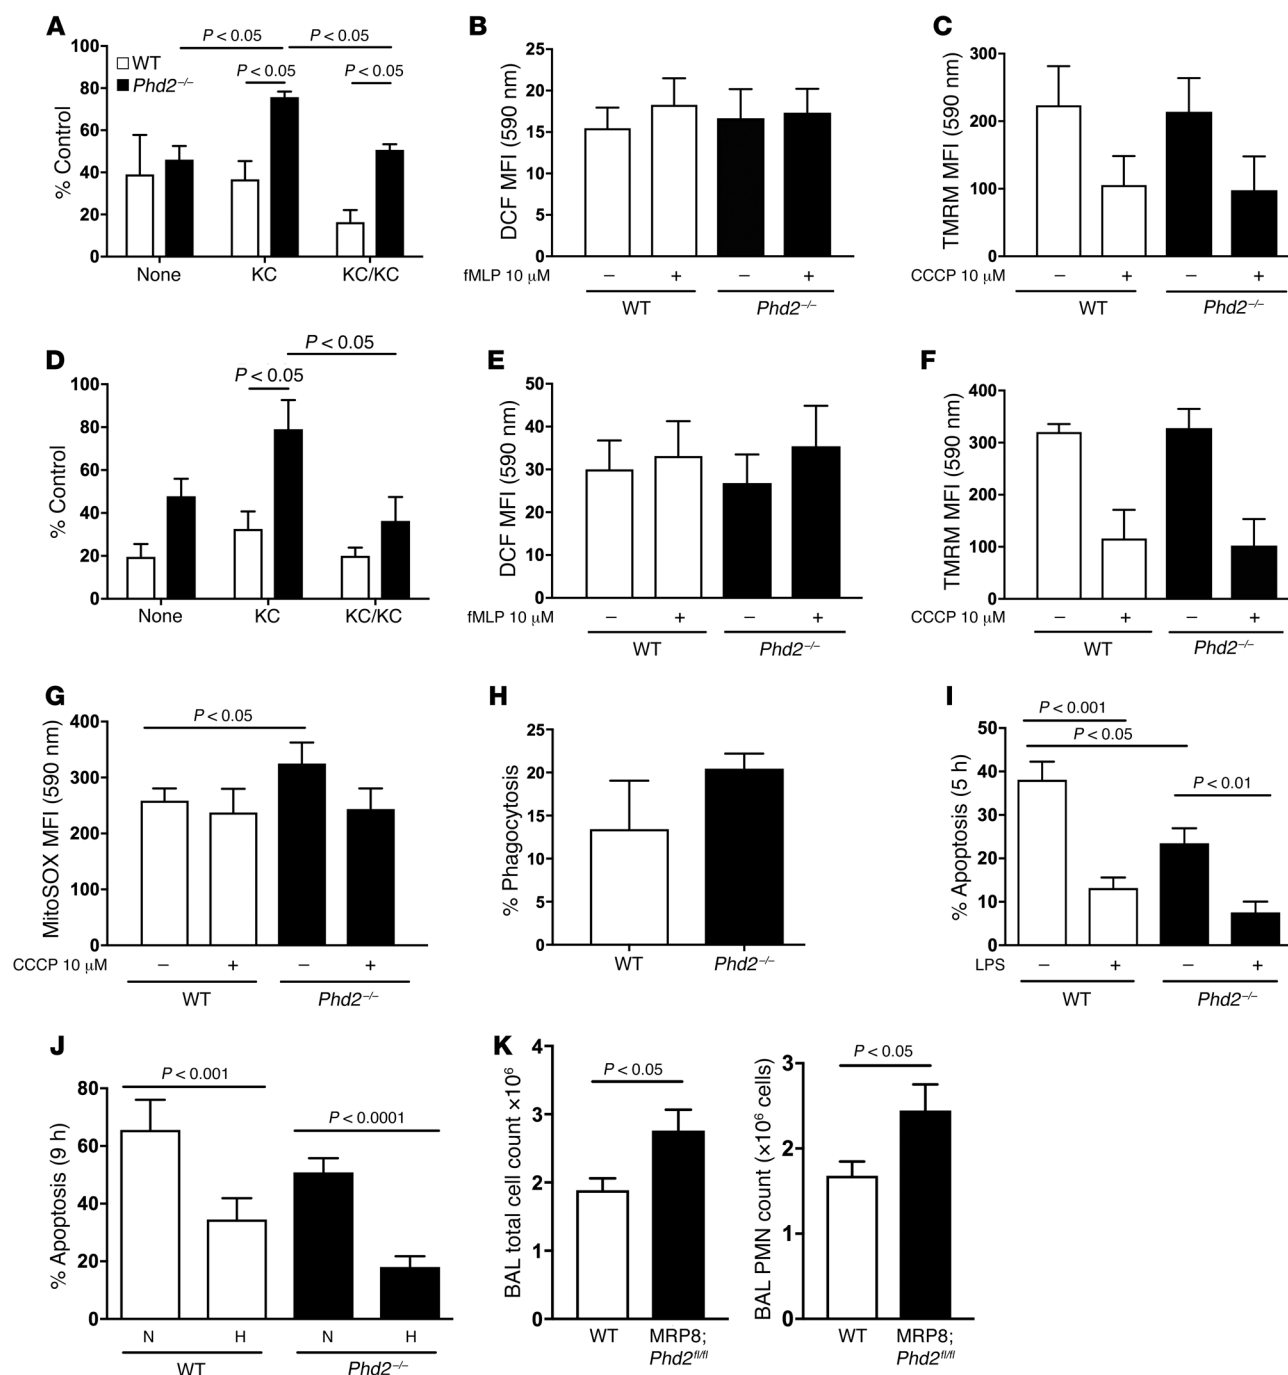 A
P < 0.05
P < 0.05
P < 0.05
P < 0.05
WT
Phd2−/−
% Control
100
80
60
40
20
0
None KC KC/KC
B
DCF MFI (590 nm)
25
20
15
10
5
0
fMLP 10 μM − + − +
WT Phd2−/−
C
TMRM MFI (590 nm)
300
200
100
0
CCCP 10 μM − + − +
WT Phd2−/−
D
P < 0.05
P < 0.05
% Control
100
80
60
40
20
0
None KC KC/KC
E
DCF MFI (590 nm)
50
40
30
20
10
0
fMLP 10 μM − + − +
WT Phd2−/−
F
TMRM MFI (590 nm)
400
300
200
100
0
CCCP 10 μM − + − +
WT Phd2−/−
G
P < 0.05
MitoSOX MFI (590 nm)
400
300
200
100
0
CCCP 10 μM − + − +
WT Phd2−/−
H
% Phagocytosis
25
20
15
10
5
0
WT Phd2−/−
I
P < 0.001
P < 0.05
P < 0.01
% Apoptosis (5 h)
50
40
30
20
10
0
LPS − + − +
WT Phd2−/−
J
P < 0.001
P < 0.0001
% Apoptosis (9 h)
80
60
40
20
0
N H N H
WT Phd2−/−
K
P < 0.05
BAL total cell count ×10⁶
4
3
2
1
0
WT MRP8;
Phd2fl/fl
P < 0.05
BAL PMN count (×10⁶ cells)
3
2
1
0
WT MRP8;
Phd2fl/fl